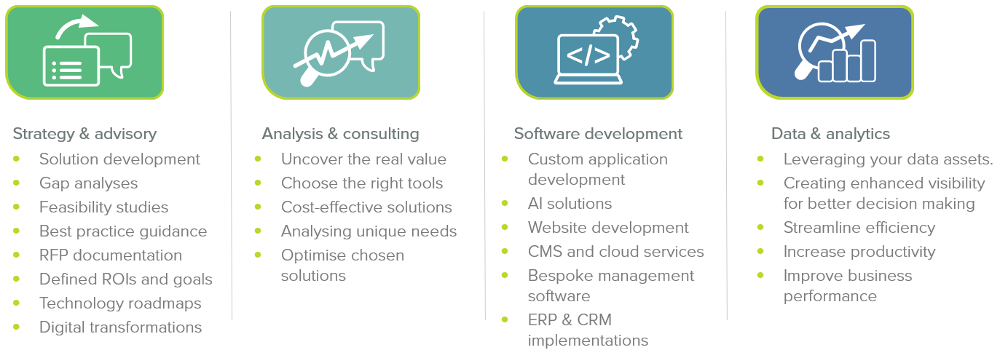 Strategy & advisory
• Solution development
• Gap analyses
• Feasibility studies
• Best practice guidance
• RFP documentation
• Defined ROIs and goals
• Technology roadmaps
• Digital transformations
Analysis & consulting
• Uncover the real value
• Choose the right tools
• Cost-effective solutions
• Analysing unique needs
• Optimise chosen
solutions
</>
Software development
• Custom application
development
• AI solutions
• Website development
• CMS and cloud services
• Bespoke management
software
• ERP & CRM
implementations
Data & analytics
• Leveraging your data assets.
• Creating enhanced visibility
for better decision making
• Streamline efficiency
• Increase productivity
• Improve business
performance